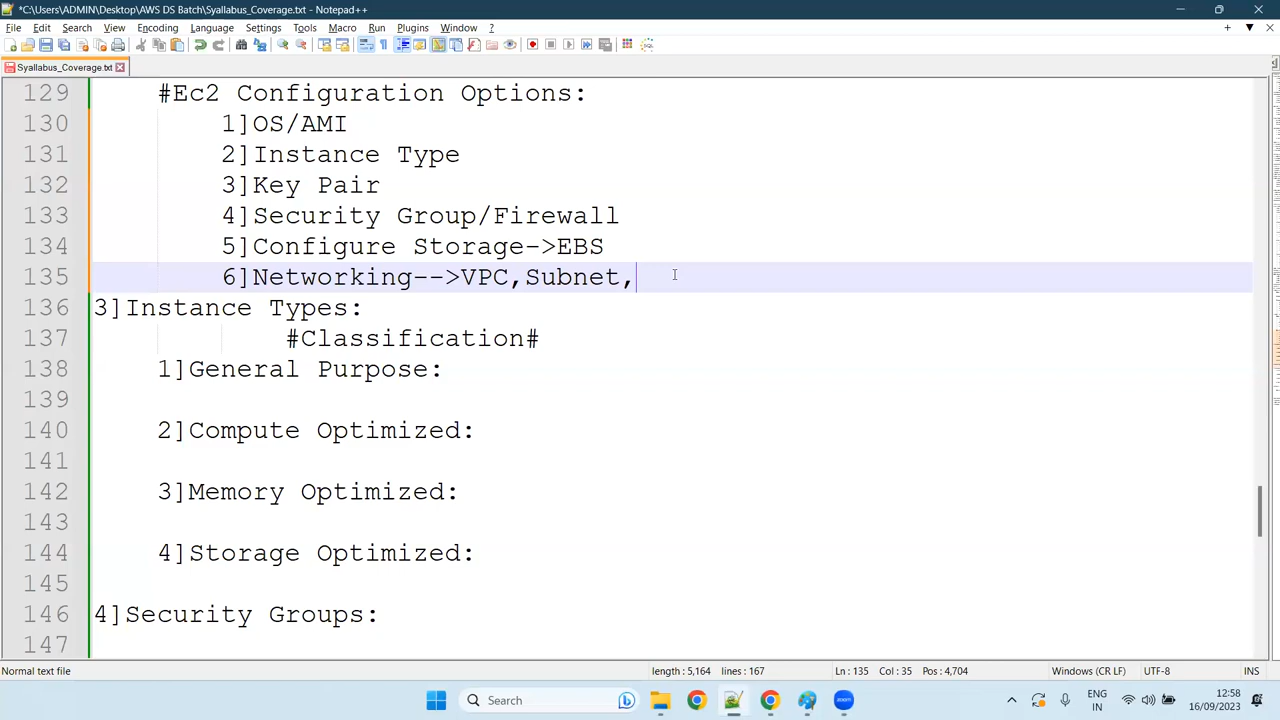 *C:\Users\ADMIN\Desktop\AWS DS Batch\Syallabus_Coverage.txt - Notepad++
File Edit Search View Encoding Language Settings Tools Macro Run Plugins Window ?
Syallabus_Coverage.txt
129 #Ec2 Configuration Options:
130 1]OS/AMI
131 2]Instance Type
132 3]Key Pair
133 4]Security Group/Firewall
134 5]Configure Storage->EBS
135 6]Networking-->VPC,Subnet,
136 3]Instance Types:
137 #Classification#
138 1]General Purpose:
139
140 2]Compute Optimized:
141
142 3]Memory Optimized:
143
144 4]Storage Optimized:
145
146 4]Security Groups:
147
Normal text file length : 5,164 lines : 167 Ln : 135 Col : 35 Pos : 4,704 Windows (CR LF) UTF-8 INS
Search ENG IN 12:58 16/09/2023